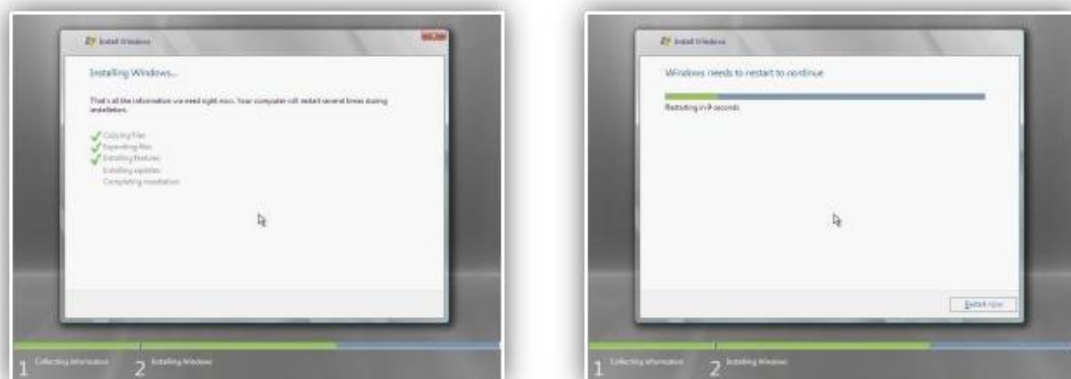 Install Windows
Installing Windows...
That's all the information we need right now. Your computer will restart several times during
installation.
Copying files
Expanding files
Installing features
Installing updates
Completing installation
1 Collecting information
2 Installing Windows
Install Windows
Windows needs to restart to continue
Restarting in 9 seconds
Restart now
1 Collecting information
2 Installing Windows